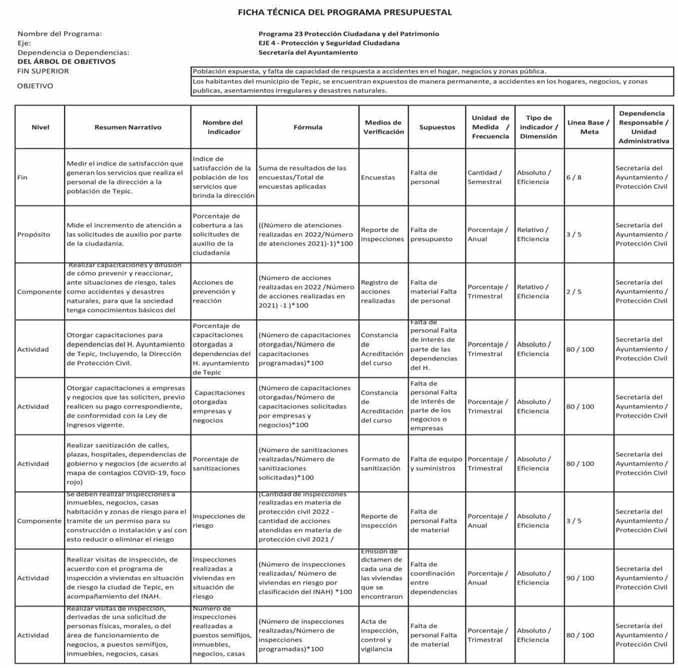 FICHA TÉCNICA DEL PROGRAMA PRESUPUESTAL
Nombre del Programa: Programa 23 Protección Ciudadana y del Patrimonio
Eje: EJE 4 - Protección y Seguridad Ciudadana
Dependencia o Dependencias: Secretaría del Ayuntamiento
DEL ÁRBOL DE OBJETIVOS
FIN SUPERIOR Población expuesta, y falta de capacidad de respuesta a accidentes en el hogar, negocios y zonas pública.
OBJETIVO Los habitantes del municipio de Tepic, se encuentran expuestos de manera permanente, a accidentes en los hogares, negocios, y zonas
publicas, asentamientos irregulares y desastres naturales.
Nivel
Resumen Narrativo
Nombre del
Indicador
Fórmula
Medios de
Verificación
Supuestos
Unidad de
Medida /
Frecuencia
Tipo de
indicador /
Dimensión
Linea Base /
Meta
Dependencia
Responsable /
Unidad
Administrativa
Fin
Medir el indice de satisfacción que
generan los servicios que realiza el
personal de la dirección a la
población de Tepic.
Indice de
satisfacción de la
población de los
servicios que
brinda la dirección
Suma de resultados de las
encuestas/Total de
encuestas aplicadas
Encuestas
Falta de
personal
Cantidad /
Semestral
Absoluto /
Eficiencia
6 / 8
Secretaría del
Ayuntamiento /
Protección Civil
Propósito
Mide el incremento de atención a
las solicitudes de auxilio por parte
de la ciudadanía.
Porcentaje de
cobertura a las
solicitudes de
auxilio de la
ciudadanía
((Número de atenciones
realizadas en 2022/Número
de atenciones 2021)-1)*100
Reporte de
inspecciones
Falta de
presupuesto
Porcentaje /
Anual
Relativo /
Eficiencia
3 / 5
Secretaría del
Ayuntamiento /
Protección Civil
Componente
Realizar capacitaciones y difusión
de cómo prevenir y reaccionar,
ante situaciones de riesgo, tales
como accidentes y desastres
naturales, para que la sociedad
tenga conocimientos básicos del
Acciones de
prevención y
reacción
(Número de acciones
realizadas en 2022 /Número
de acciones realizadas en
2021) -1 )*100
Registro de
acciones
realizadas
Falta de
material Falta
de personal
Porcentaje /
Trimestral
Relativo /
Eficiencia
2 / 5
Secretaría del
Ayuntamiento /
Protección Civil
Actividad
Otorgar capacitaciones para
dependencias del H. Ayuntamiento
de Tepic, incluyendo, la Dirección
de Protección Civil.
Porcentaje de
capacitaciones
otorgadas a
dependencias del
H. ayuntamiento
de Tepic
(Número de capacitaciones
otorgadas/Número de
capacitaciones
programadas)*100
Constancia
de
Acreditación
del curso
Falta de
personal Falta
de interés de
parte de las
dependencias
del H.
Porcentaje /
Trimestral
Absoluto /
Eficiencia
80 / 100
Secretaría del
Ayuntamiento /
Protección Civil
Actividad
Otorgar capacitaciones a empresas
y negocios que las soliciten, previo
realicen su pago correspondiente,
de conformidad con la Ley de
Ingresos vigente.
Capacitaciones
otorgadas
empresas y
negocios
(Número de capacitaciones
otorgadas/Número de
capacitaciones solicitadas
por empresas y
negocios)*100
Constancia
de
Acreditación
del curso
Falta de
personal Falta
de interés de
parte de los
negocios o
empresas
Porcentaje /
Trimestral
Absoluto /
Eficiencia
80 / 100
Secretaría del
Ayuntamiento /
Protección Civil
Actividad
Realizar sanitización de calles,
plazas, hospitales, dependencias de
gobierno y negocios (de acuerdo al
mapa de contagios COVID-19, foco
rojo)
Porcentaje de
sanitizaciones
(Número de sanitizaciones
realizadas/Número de
sanitizaciones
solicitadas)*100
Formato de
sanitización
Falta de equipo
y suministros
Porcentaje /
Trimestral
Absoluto /
Eficiencia
80 / 100
Secretaría del
Ayuntamiento /
Protección Civil
Componente
Se deben realizar inspecciones a
inmuebles, negocios, casas
habitación y zonas de riesgo para el
tramite de un permiso para su
construcción o instalación y así con
esto reducir o eliminar el riesgo
Inspecciones de
riesgo
(Cantidad de inspecciones
realizadas en materia de
protección civil 2022 -
cantidad de acciones
atendidas en materia de
protección civil 2021 /
Reporte de
inspección
Falta de
personal Falta
de material
Porcentaje /
Anual
Absoluto /
Eficiencia
3 / 5
Secretaría del
Ayuntamiento /
Protección Civil
Actividad
Realizar visitas de inspección, de
acuerdo con el programa de
inspección a viviendas en situación
de riesgo la ciudad de Tepic, en
acompañamiento del INAH.
Inspecciones
realizadas a
viviendas en
situación de
riesgo
(Número de inspecciones
realizadas/ Número de
viviendas en riesgo por
clasificación del INAH) *100
Emisión de
dictamen de
cada una de
las viviendas
que se
encontraron
Falta de
coordinación
entre
dependencias
Porcentaje /
Anual
Absoluto /
Eficiencia
90 / 100
Secretaría del
Ayuntamiento /
Protección Civil
Actividad
Realizar visitas de inspección,
derivadas de una solicitud de
personas físicas, morales, o del
área de funcionamiento de
negocios, a puestos semifijos,
inmuebles, negocios, casas
Número de
inspecciones
realizadas a
puestos semifijos,
inmuebles,
negocios, casas
(Número de inspecciones
realizadas/Número de
inspecciones
programadas)*100
Acta de
inspección,
control y
vigilancia
Falta de
personal Falta
de material
Porcentaje /
Trimestral
Absoluto /
Eficiencia
80 / 100
Secretaría del
Ayuntamiento /
Protección Civil